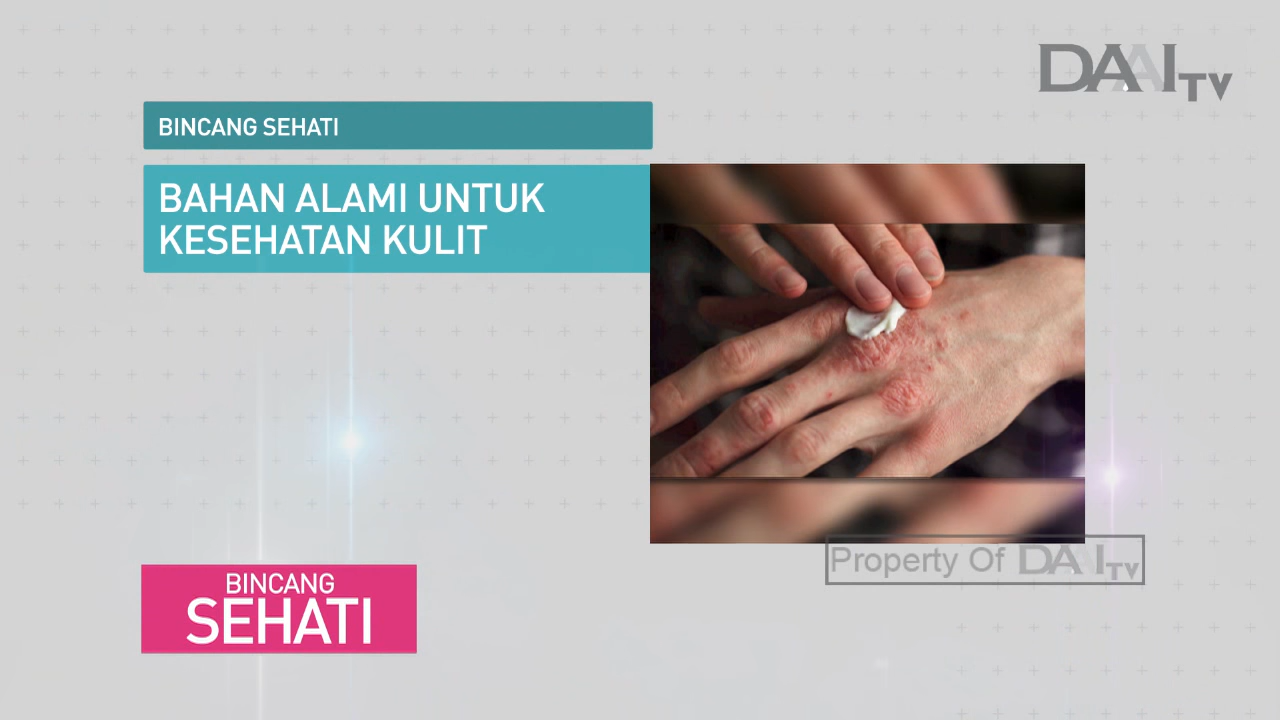 DAAI TV
BINCANG SEHATI
BAHAN ALAMI UNTUK
KESEHATAN KULIT
Property Of DAAI TV
BINCANG
SEHATI